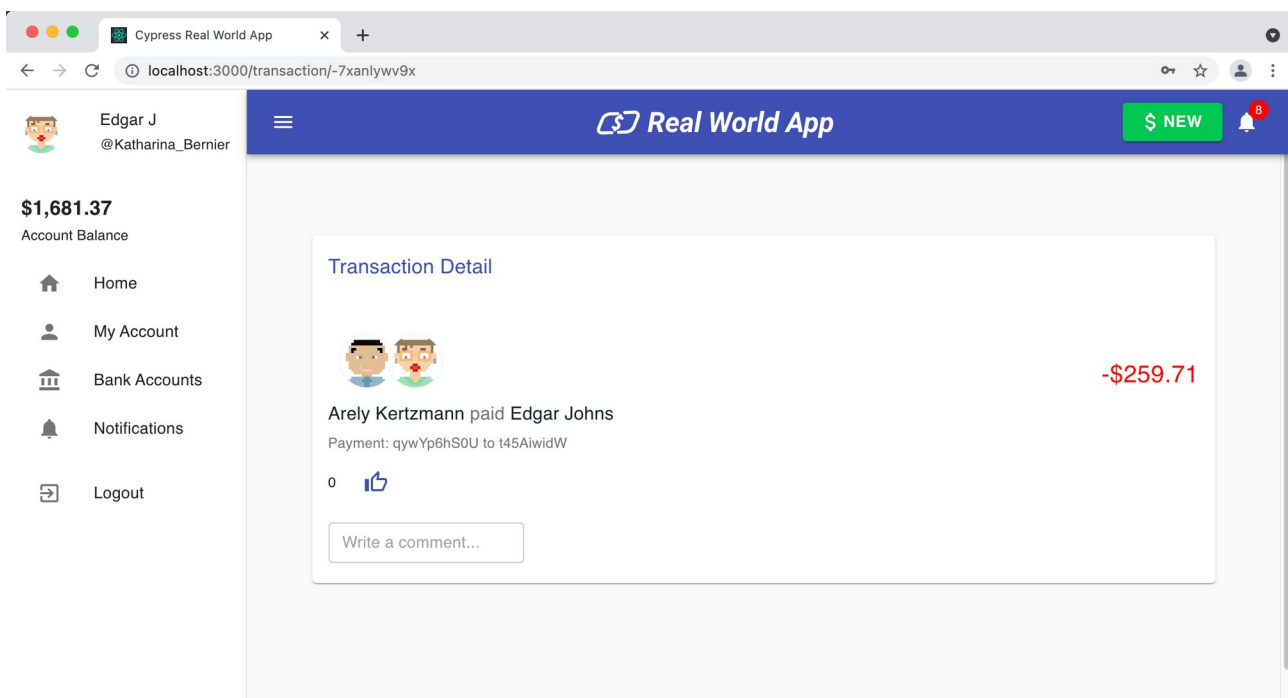 Cypress Real World App
localhost:3000/transaction/-7xanlywv9x
Edgar J
@Katharina_Bernier
Real World App
$ NEW
8
$1,681.37
Account Balance
Home
My Account
Bank Accounts
Notifications
Logout
Transaction Detail
-$259.71
Arely Kertzmann paid Edgar Johns
Payment: qywYp6hS0U to t45AiwidW
0
Write a comment...